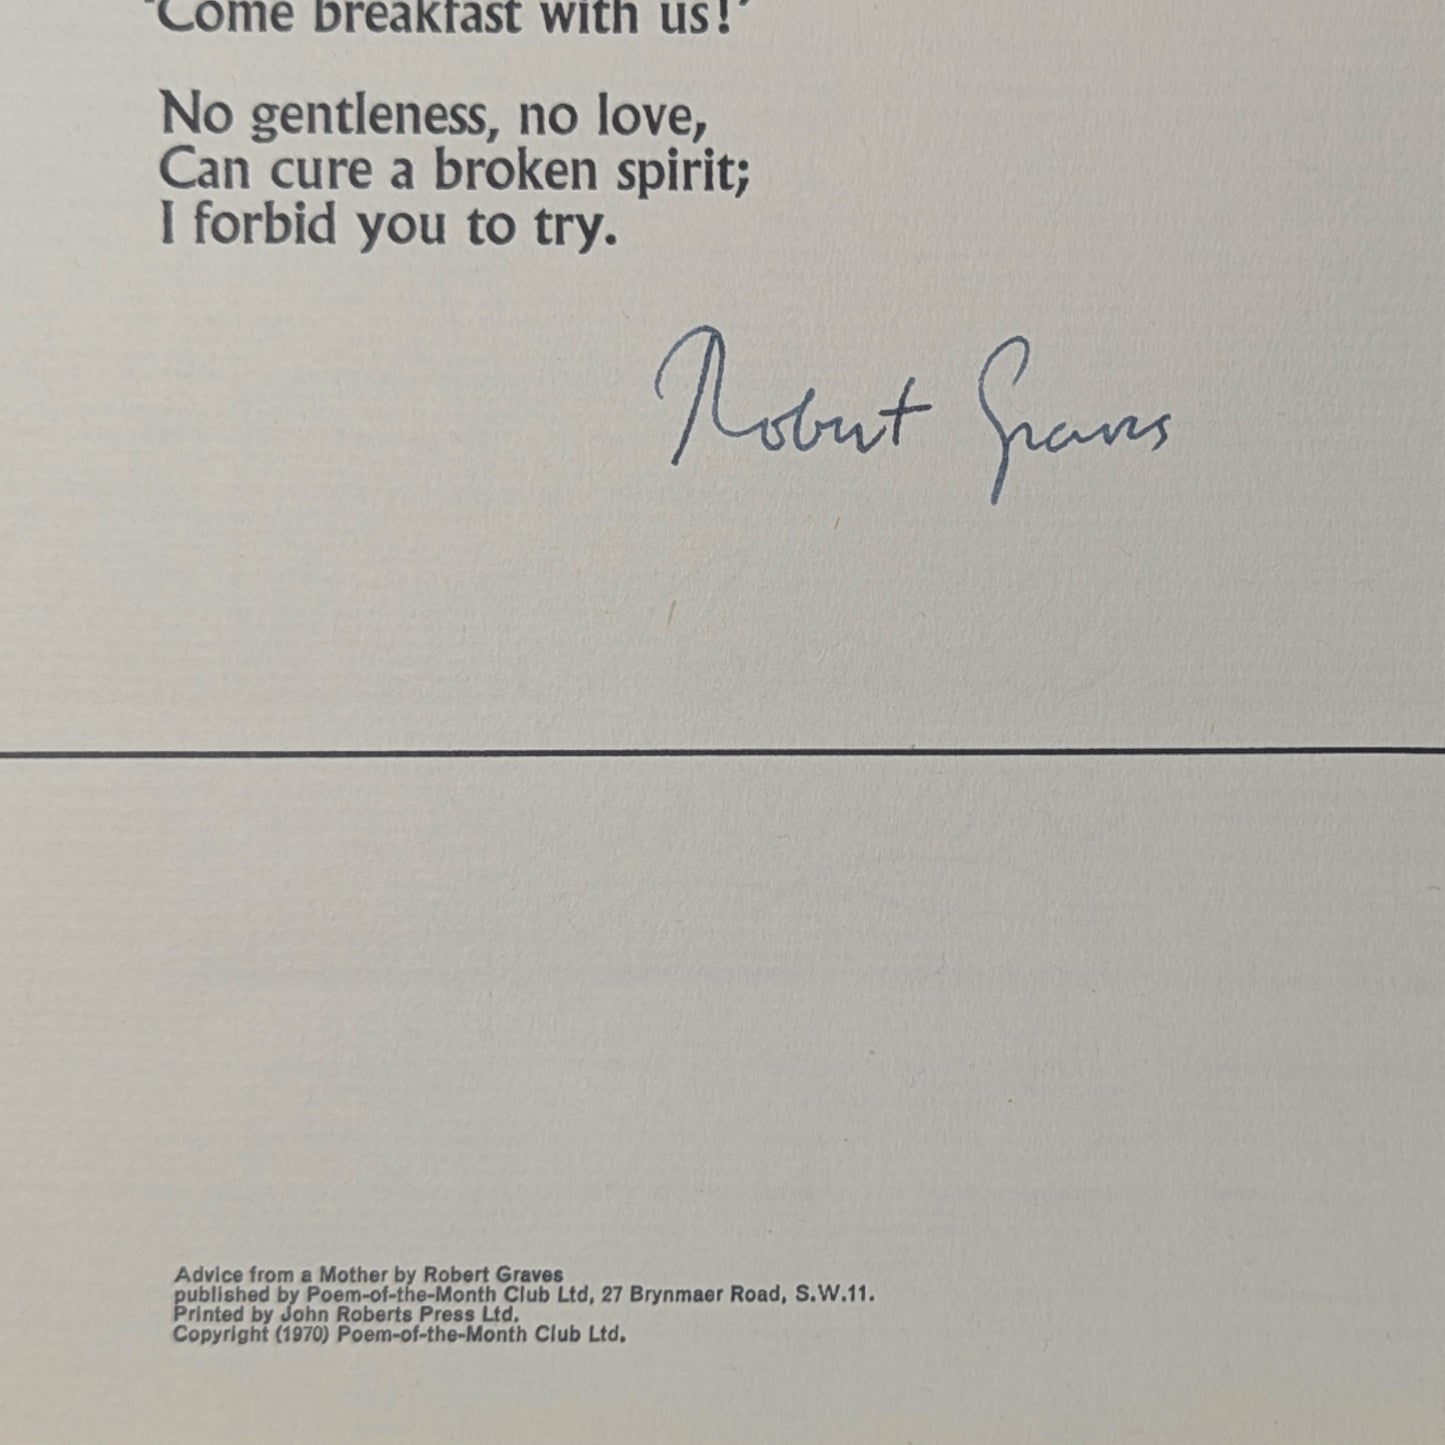 'Come breakfast with us!'
No gentleness, no love,
Can cure a broken spirit;
I forbid you to try.
Robert Graves
Advice from a Mother by Robert Graves
published by Poem-of-the-Month Club Ltd, 27 Brynmaer Road, S.W.11.
Printed by John Roberts Press Ltd.
Copyright (1970) Poem-of-the-Month Club Ltd.